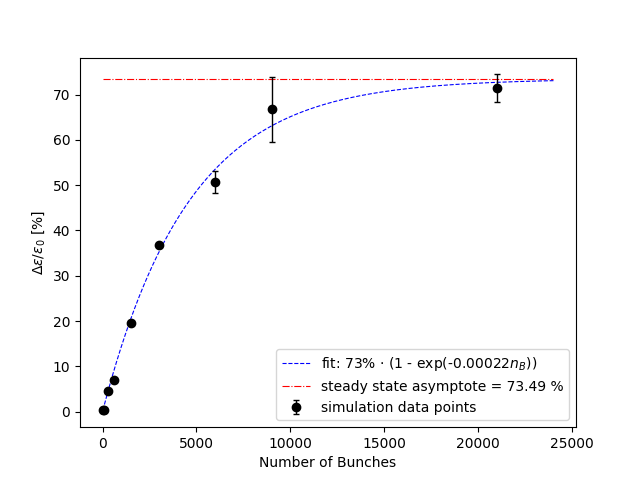 70
60
50
40
30
20
10
0
Δε/ε₀ [%]
fit: 73% · (1 - exp(-0.00022n_B))
steady state asymptote = 73.49 %
simulation data points
0 5000 10000 15000 20000 25000
Number of Bunches